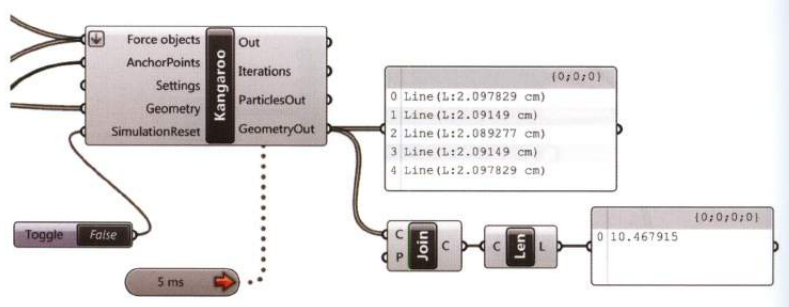 Force objects
AnchorPoints
Settings
Geometry
SimulationReset
Kangaroo
Out
Iterations
ParticlesOut
GeometryOut
{0;0;0}
0 Line(L:2.097829 cm)
1 Line(L:2.09149 cm)
2 Line(L:2.089277 cm)
3 Line(L:2.09149 cm)
4 Line(L:2.097829 cm)
Toggle False
5 ms
C
P
Join
C
C
Len
L
{0;0;0;0}
0 10.467915